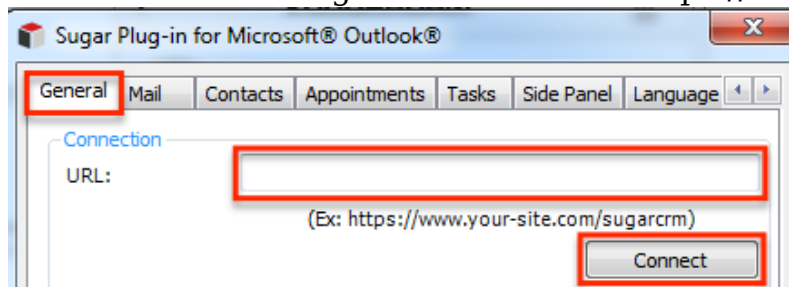 Sugar Plug-in for Microsoft® Outlook®
General Mail Contacts Appointments Tasks Side Panel Language
Connection
URL:
(Ex: https://www.your-site.com/sugarcrm)
Connect